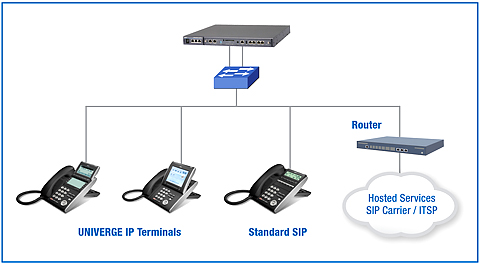 Router
Hosted Services
SIP Carrier / ITSP
UNIVERGE IP Terminals
Standard SIP